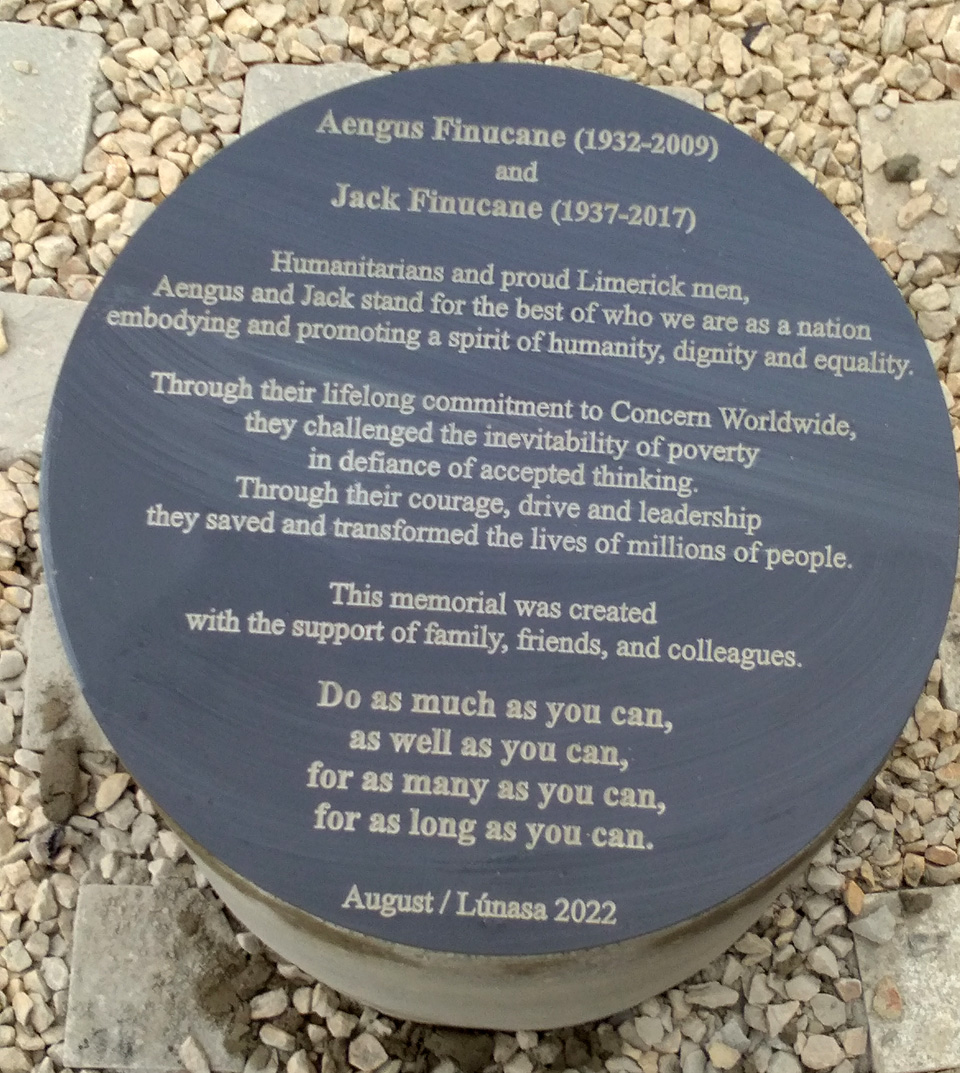 Aengus Finucane (1932-2009)
and
Jack Finucane (1937-2017)
Humanitarians and proud Limerick men,
Aengus and Jack stand for the best of who we are as a nation
embodying and promoting a spirit of humanity, dignity and equality.
Through their lifelong commitment to Concern Worldwide,
they challenged the inevitability of poverty
in defiance of accepted thinking.
Through their courage, drive and leadership
they saved and transformed the lives of millions of people.
This memorial was created
with the support of family, friends, and colleagues.
Do as much as you can,
as well as you can,
for as many as you can,
for as long as you can.
August / Lúnasa 2022